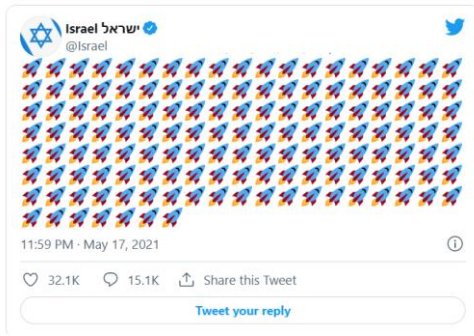 ישראל Israel
@Israel
🚀🚀🚀🚀🚀🚀🚀🚀🚀🚀🚀🚀🚀🚀🚀🚀🚀🚀🚀
🚀🚀🚀🚀🚀🚀🚀🚀🚀🚀🚀🚀🚀🚀🚀🚀🚀🚀🚀
🚀🚀🚀🚀🚀🚀🚀🚀🚀🚀🚀🚀🚀🚀🚀🚀🚀🚀🚀
🚀🚀🚀🚀🚀🚀🚀🚀🚀🚀🚀🚀🚀🚀🚀🚀🚀🚀🚀
🚀🚀🚀🚀🚀🚀🚀🚀🚀🚀🚀🚀🚀🚀🚀🚀🚀🚀🚀
🚀🚀🚀🚀🚀🚀🚀🚀🚀🚀🚀🚀🚀🚀🚀🚀🚀🚀🚀
🚀🚀🚀🚀🚀🚀🚀🚀🚀🚀🚀🚀🚀🚀🚀🚀🚀🚀🚀
🚀🚀🚀🚀🚀🚀🚀
11:59 PM · May 17, 2021
32.1K 15.1K Share this Tweet
Tweet your reply